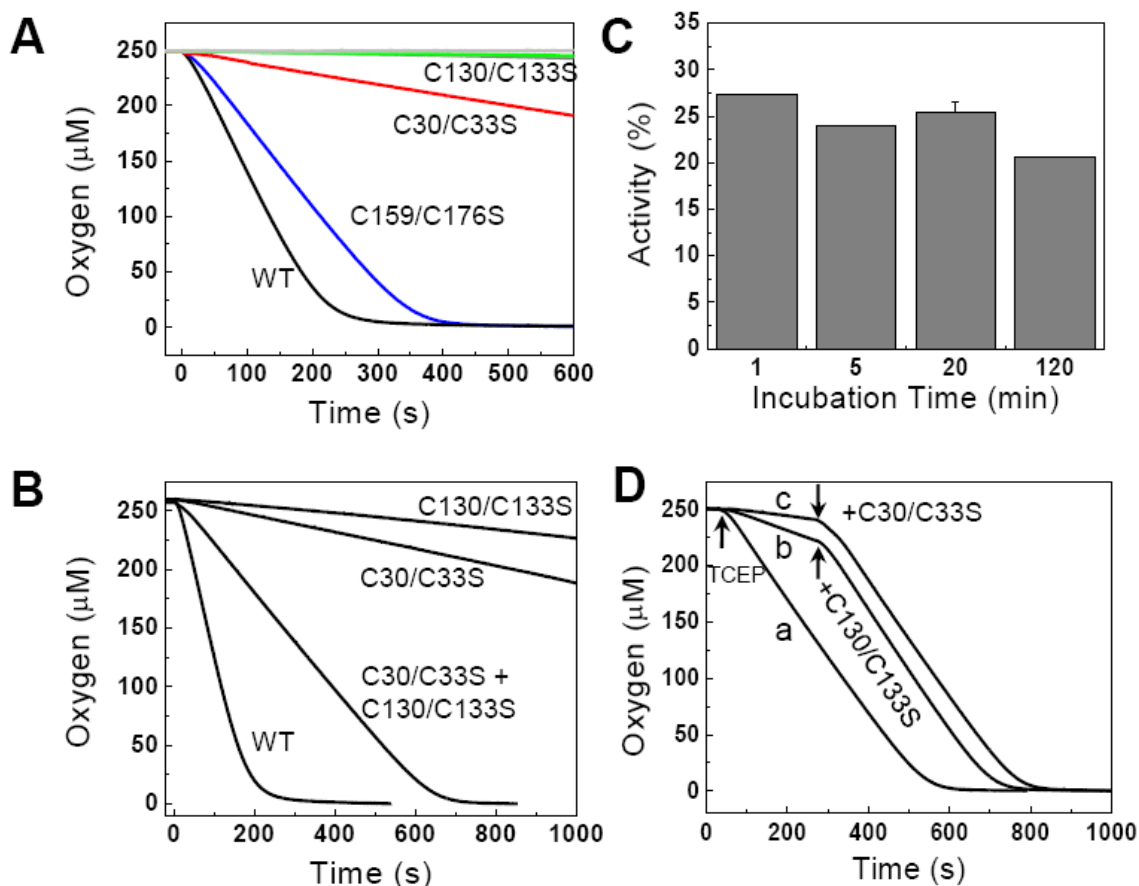 A
Oxygen (μM)
250
200
150
100
50
0
C130/C133S
C30/C33S
C159/C176S
WT
0 100 200 300 400 500 600
Time (s)
C
Activity (%)
35
30
25
20
15
10
5
0
1 5 20 120
Incubation Time (min)
B
Oxygen (μM)
250
200
150
100
50
0
C130/C133S
C30/C33S
C30/C33S +
C130/C133S
WT
0 200 400 600 800 1000
Time (s)
D
Oxygen (μM)
250
200
150
100
50
0
c
+C30/C33S
b
TCEP
+C130/C133S
a
0 200 400 600 800 1000
Time (s)